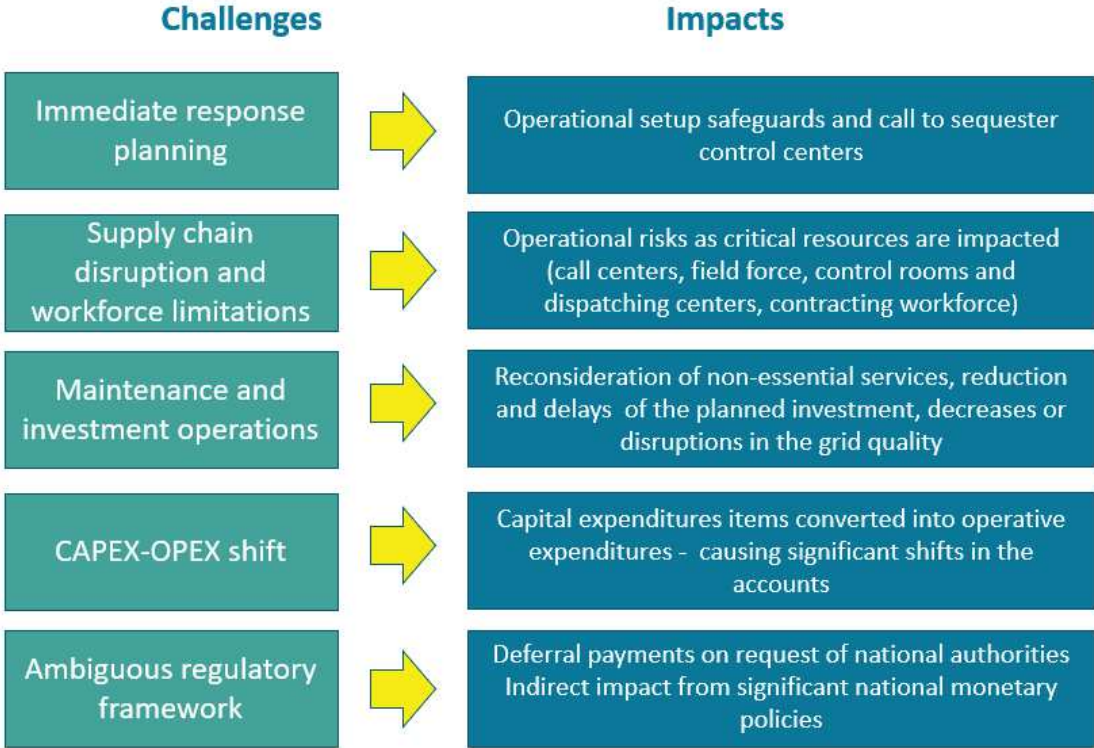 Challenges
Impacts
Immediate response
planning
Operational setup safeguards and call to sequester
control centers
Supply chain
disruption and
workforce limitations
Operational risks as critical resources are impacted
(call centers, field force, control rooms and
dispatching centers, contracting workforce)
Maintenance and
investment operations
Reconsideration of non-essential services, reduction
and delays  of the planned investment, decreases or
disruptions in the grid quality
CAPEX-OPEX shift
Capital expenditures items converted into operative
expenditures -  causing significant shifts in the
accounts
Ambiguous regulatory
framework
Deferral payments on request of national authorities
Indirect impact from significant national monetary
policies